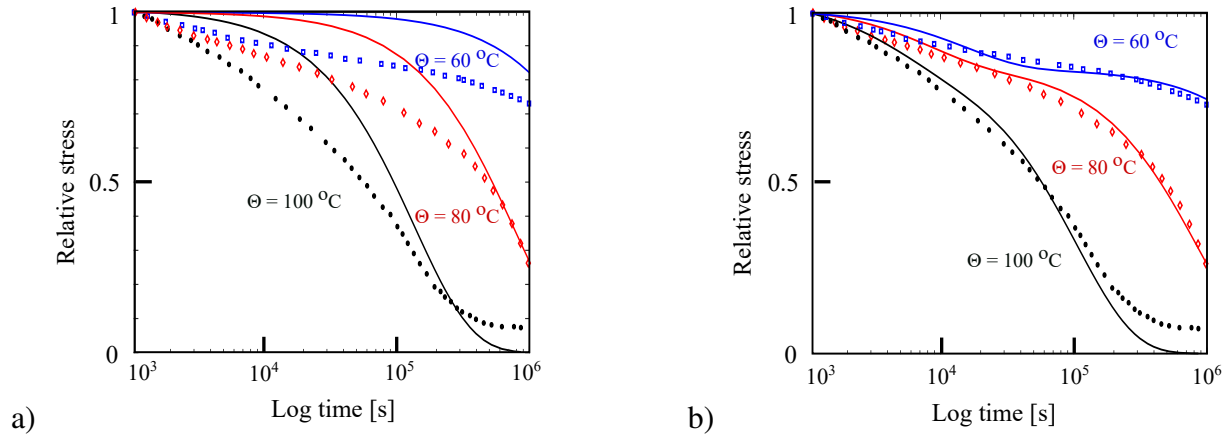 1
Θ = 60 °C
0.5
Θ = 100 °C
Θ = 80 °C
0
10³ 10⁴ 10⁵ 10⁶
Relative stress
Log time [s]
a)
1
Θ = 60 °C
0.5
Θ = 80 °C
Θ = 100 °C
0
10³ 10⁴ 10⁵ 10⁶
Relative stress
Log time [s]
b)